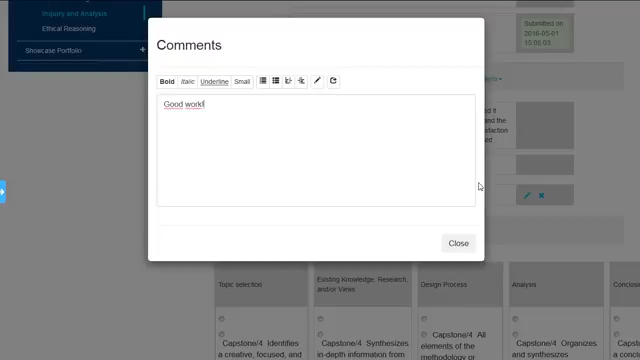 Inquiry and Analysis
Ethical Reasoning
Showcase Portfolio
Submitted on
2016-05-01
Comments
Bold Italic Underline Small
Good work!
Close
Topic selection
Existing Knowledge, Research,
and/or Views
Design Process
Analysis
Capstone/4 Identifies
a creative, focused, and
Capstone/4 Synthesizes
in-depth information from
Capstone/4 All
elements of the
methodology or
Capstone/4 Organizes
and synthesizes